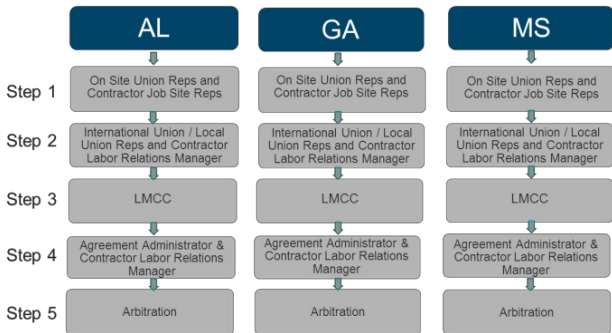 AL GA MS
Step 1
On Site Union Reps and
Contractor Job Site Reps
On Site Union Reps and
Contractor Job Site Reps
On Site Union Reps and
Contractor Job Site Reps
Step 2
International Union / Local
Union Reps and Contractor
Labor Relations Manager
International Union / Local
Union Reps and Contractor
Labor Relations Manager
International Union / Local
Union Reps and Contractor
Labor Relations Manager
Step 3
LMCC
LMCC
LMCC
Step 4
Agreement Administrator &
Contractor Labor Relations
Manager
Agreement Administrator &
Contractor Labor Relations
Manager
Agreement Administrator &
Contractor Labor Relations
Manager
Step 5
Arbitration
Arbitration
Arbitration